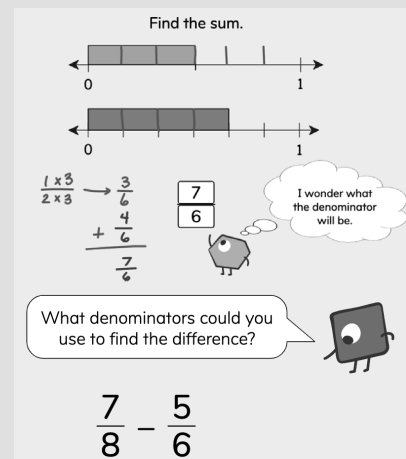 Find the sum.
0 1
0 1
1 x 3 / 2 x 3 → 3/6
+ 4/6
7/6
7/6
I wonder what
the denominator
will be.
What denominators could you
use to find the difference?
7/8 − 5/6